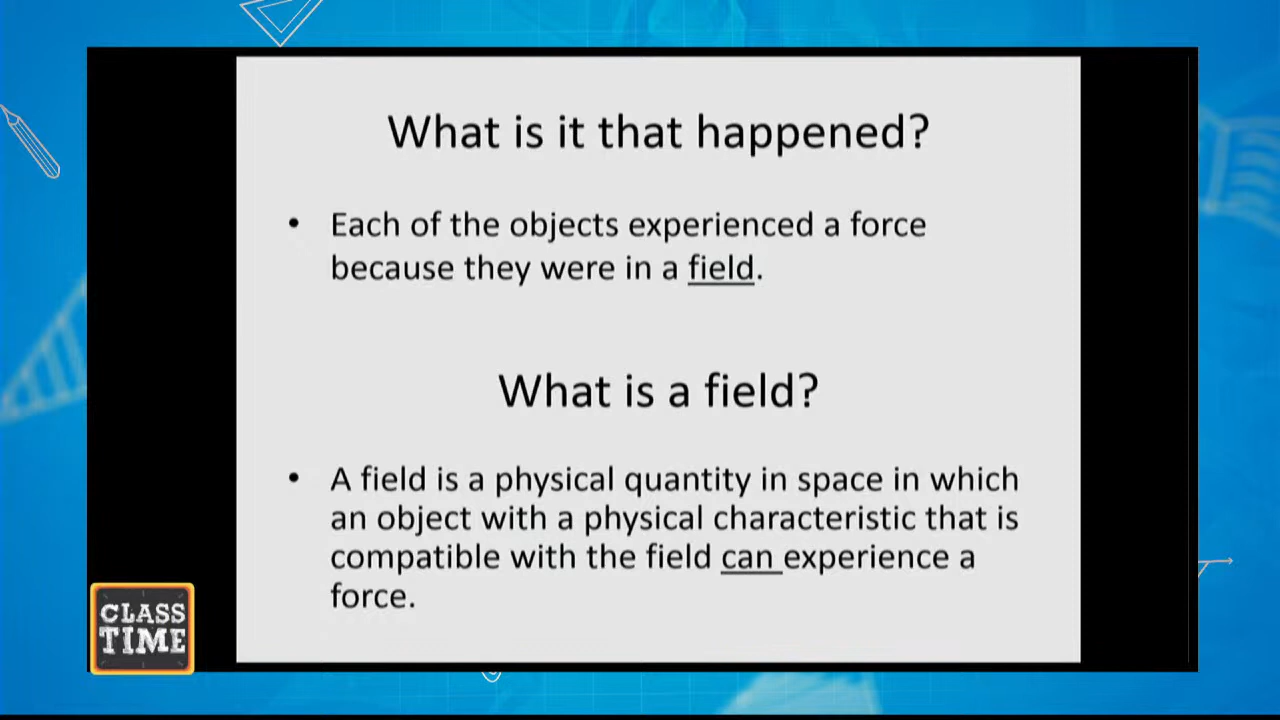 What is it that happened?
• Each of the objects experienced a force
because they were in a field.
What is a field?
• A field is a physical quantity in space in which
an object with a physical characteristic that is
compatible with the field can experience a
force.
CLASS
TIME